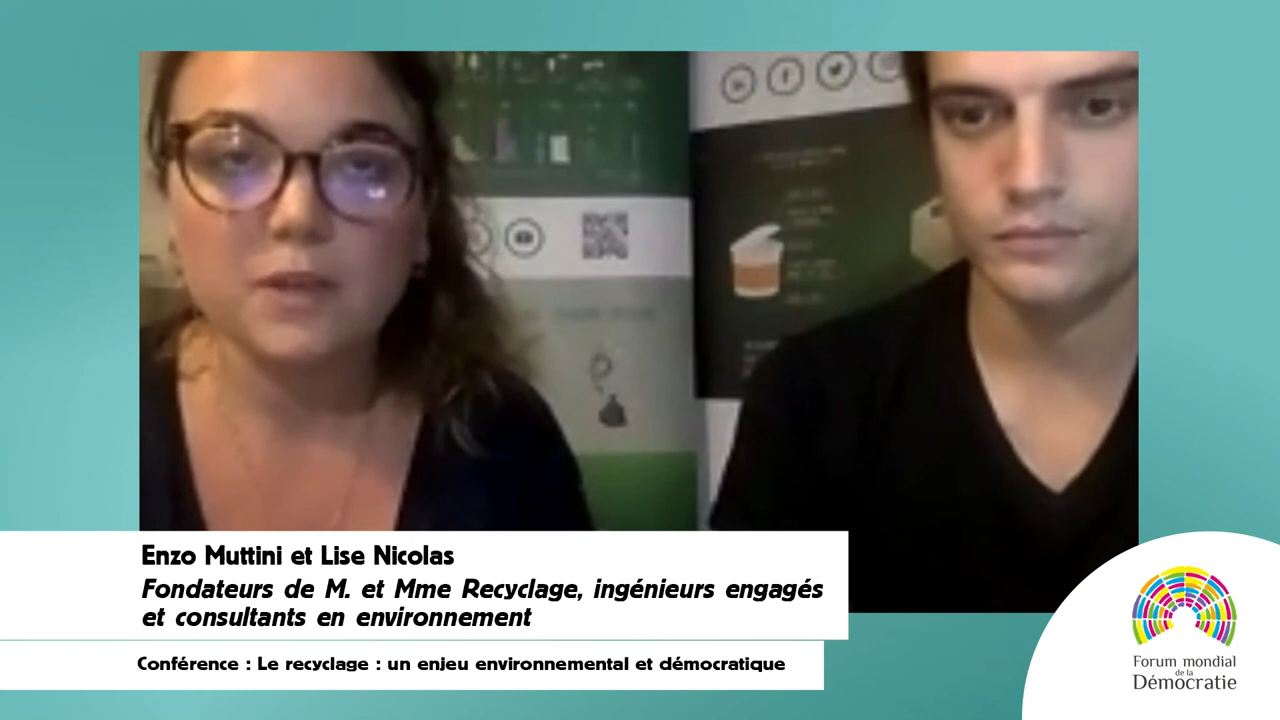 Enzo Muttini et Lise Nicolas
Fondateurs de M. et Mme Recyclage, ingénieurs engagés
et consultants en environnement
Conférence : Le recyclage : un enjeu environnemental et démocratique
Forum mondial
de la
Démocratie